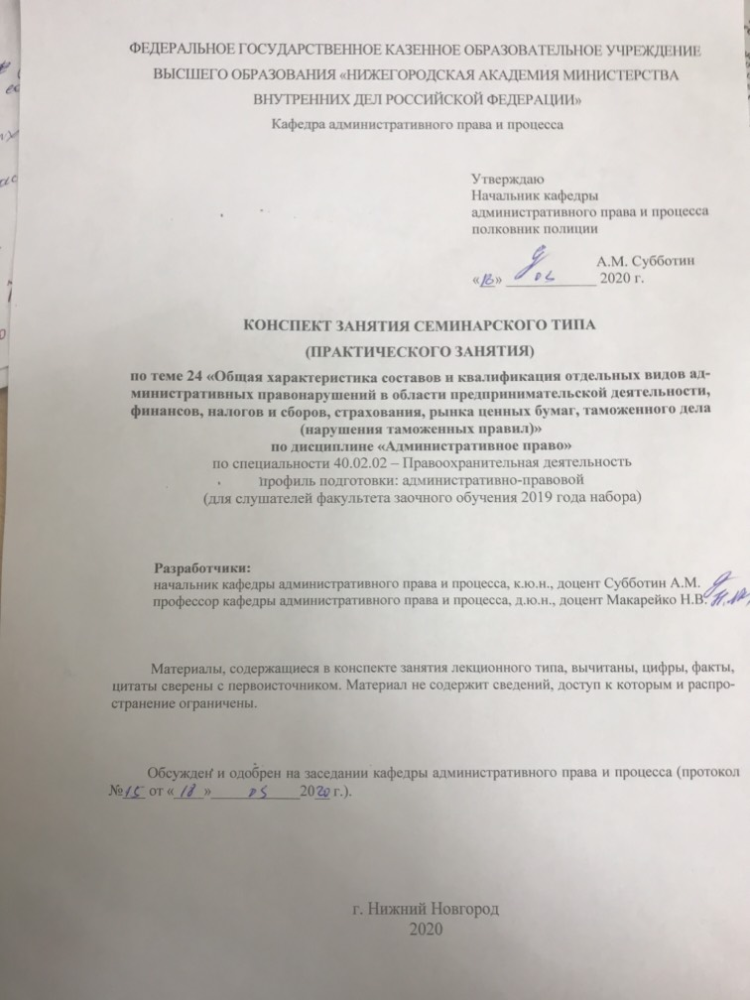 ФЕДЕРАЛЬНОЕ ГОСУДАРСТВЕННОЕ КАЗЕННОЕ ОБРАЗОВАТЕЛЬНОЕ УЧРЕЖДЕНИЕ
ВЫСШЕГО ОБРАЗОВАНИЯ «НИЖЕГОРОДСКАЯ АКАДЕМИЯ МИНИСТЕРСТВА
ВНУТРЕННИХ ДЕЛ РОССИЙСКОЙ ФЕДЕРАЦИИ»
Кафедра административного права и процесса
Утверждаю
Начальник кафедры
административного права и процесса
полковник полиции
А.М. Субботин
«18» 05 2020 г.
КОНСПЕКТ ЗАНЯТИЯ СЕМИНАРСКОГО ТИПА
(ПРАКТИЧЕСКОГО ЗАНЯТИЯ)
по теме 24 «Общая характеристика составов и квалификация отдельных видов ад-
министративных правонарушений в области предпринимательской деятельности,
финансов, налогов и сборов, страхования, рынка ценных бумаг, таможенного дела
(нарушения таможенных правил)»
по дисциплине «Административное право»
по специальности 40.02.02 – Правоохранительная деятельность
профиль подготовки: административно-правовой
(для слушателей факультета заочного обучения 2019 года набора)
Разработчики:
начальник кафедры административного права и процесса, к.ю.н., доцент Субботин А.М.
профессор кафедры административного права и процесса, д.ю.н., доцент Макарейко Н.В.
Материалы, содержащиеся в конспекте занятия лекционного типа, вычитаны, цифры, факты,
цитаты сверены с первоисточником. Материал не содержит сведений, доступ к которым и распро-
странение ограничены.
Обсужден и одобрен на заседании кафедры административного права и процесса (протокол
№15 от «18» 05 2020 г.).
г. Нижний Новгород
2020